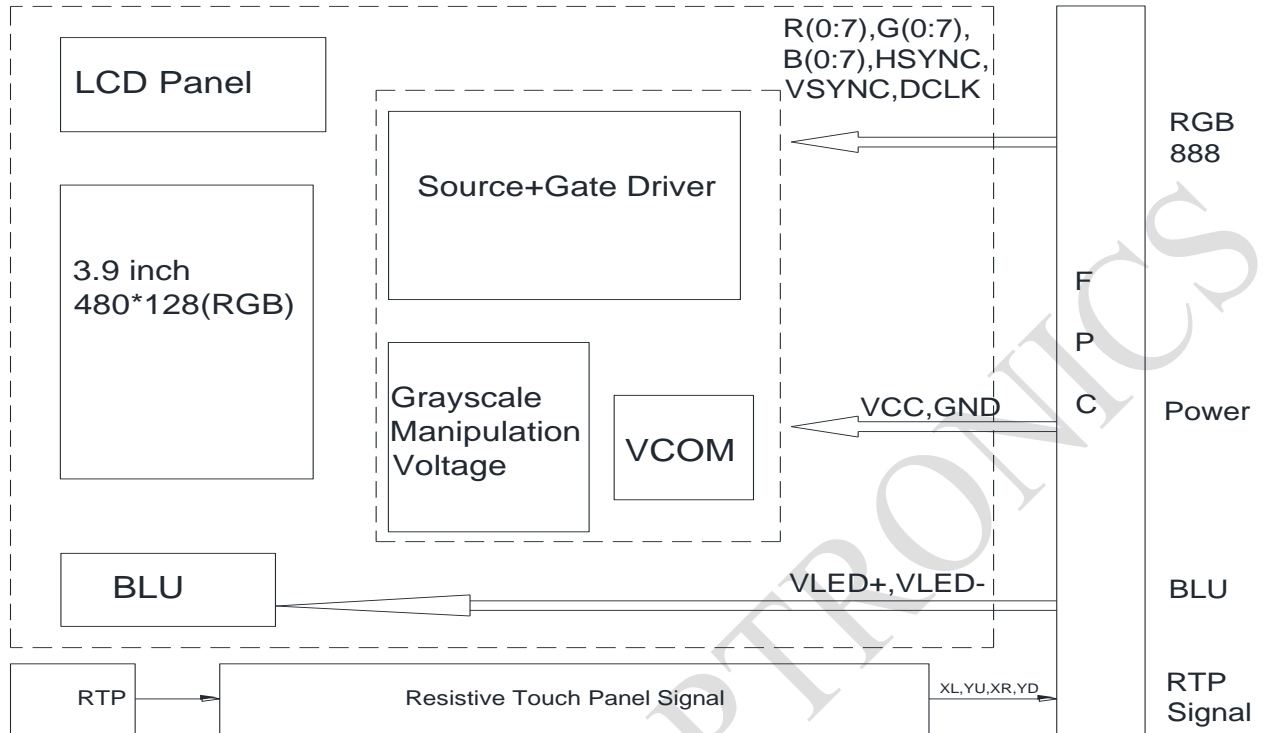 R(0:7),G(0:7),
B(0:7),HSYNC,
VSYNC,DCLK
LCD Panel
RGB
888
Source+Gate Driver
3.9 inch
480*128(RGB)
F
P
C
Grayscale
Manipulation
Voltage
VCOM
VCC,GND
Power
BLU
VLED+,VLED-
BLU
RTP
Resistive Touch Panel Signal
XL,YU,XR,YD
RTP
Signal
PTRONICS